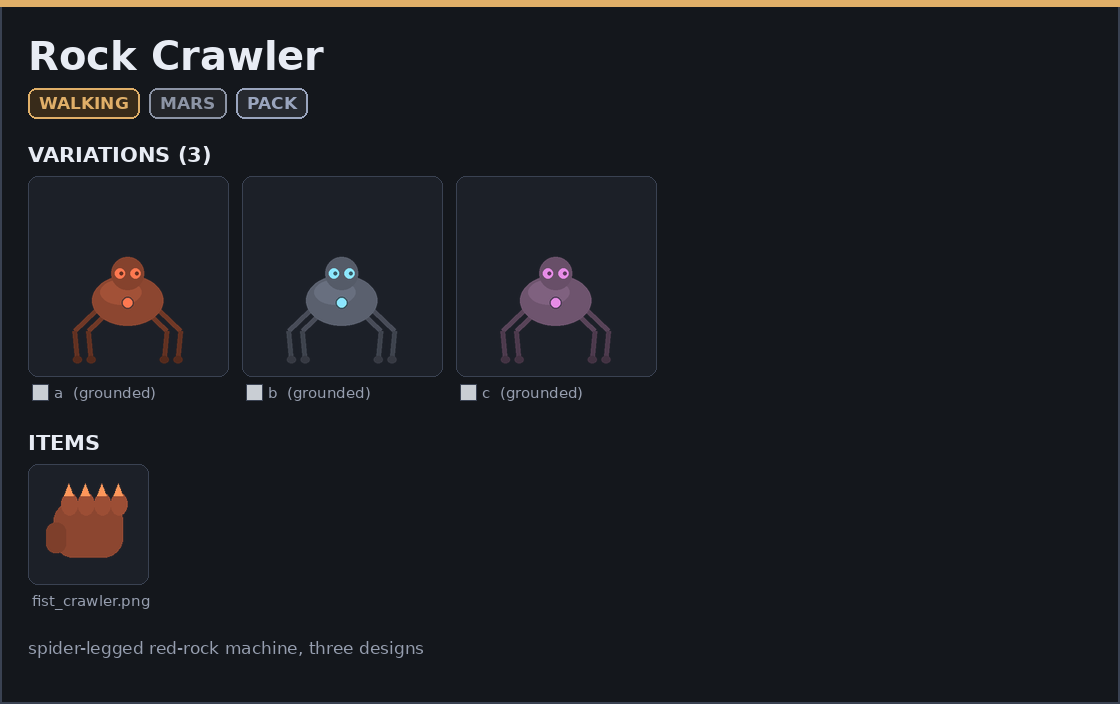 Rock Crawler
WALKING MARS PACK
VARIATIONS (3)
a (grounded) b (grounded) c (grounded)
ITEMS
fist_crawler.png
spider-legged red-rock machine, three designs